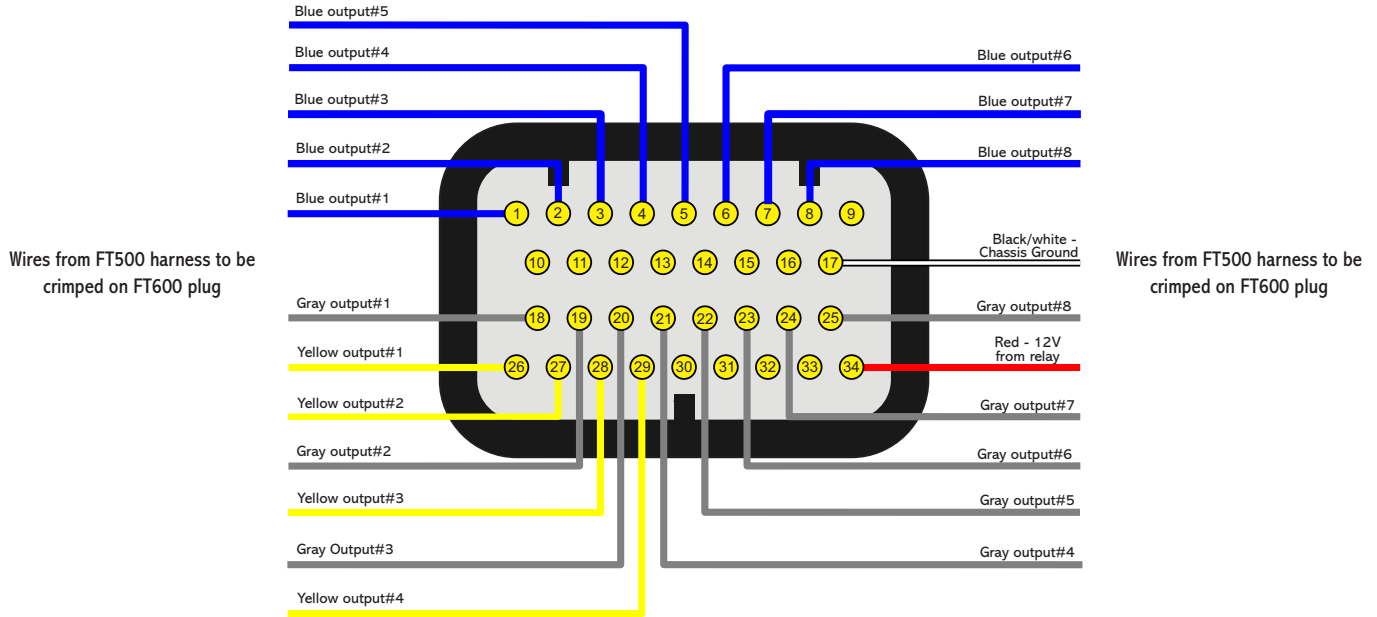 Blue output#5
Blue output#4
Blue output#6
Blue output#3
Blue output#7
Blue output#2
Blue output#8
Blue output#1
1 2 3 4 5 6 7 8 9
Black/white -
Chassis Ground
Wires from FT500 harness to be
crimped on FT600 plug
10 11 12 13 14 15 16 17
Wires from FT500 harness to be
crimped on FT600 plug
Gray output#1
Gray output#8
18 19 20 21 22 23 24 25
Yellow output#1
Red - 12V
from relay
26 27 28 29 30 31 32 33 34
Yellow output#2
Gray output#7
Gray output#2
Gray output#6
Yellow output#3
Gray output#5
Gray Output#3
Gray output#4
Yellow output#4